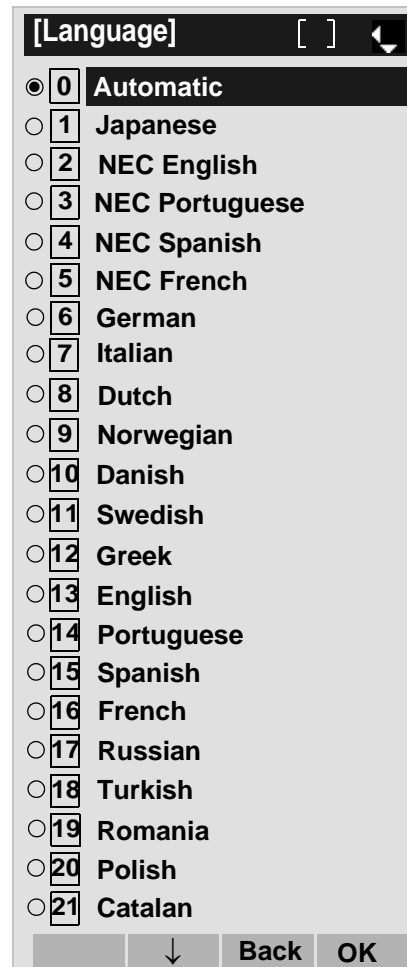 [Language] [ ]
0 Automatic
1 Japanese
2 NEC English
3 NEC Portuguese
4 NEC Spanish
5 NEC French
6 German
7 Italian
8 Dutch
9 Norwegian
10 Danish
11 Swedish
12 Greek
13 English
14 Portuguese
15 Spanish
16 French
17 Russian
18 Turkish
19 Romania
20 Polish
21 Catalan
↓ Back OK